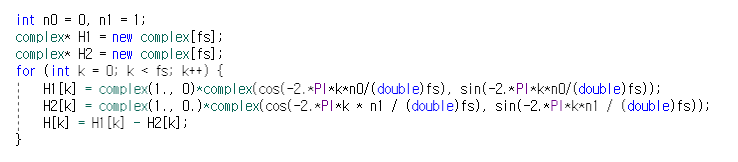 int n0 = 0, n1 = 1;
complex* H1 = new complex[fs];
complex* H2 = new complex[fs];
for (int k = 0; k < fs; k++) {
H1[k] = complex(1., 0)*complex(cos(-2.*PI*k*n0/(double)fs), sin(-2.*PI*k*n0/(double)fs));
H2[k] = complex(1., 0.)*complex(cos(-2.*PI*k * n1 / (double)fs), sin(-2.*PI*k*n1 / (double)fs));
H[k] = H1[k] - H2[k];
}